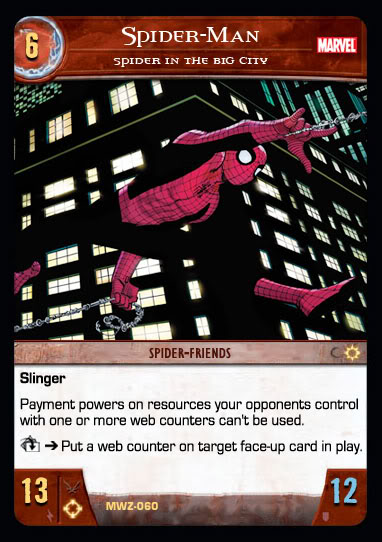 6
Spider-Man
Spider in the Big City
MARVEL
SPIDER-FRIENDS
Slinger
Payment powers on resources your opponents control
with one or more web counters can't be used.
➔ Put a web counter on target face-up card in play.
13
MWZ-060
12